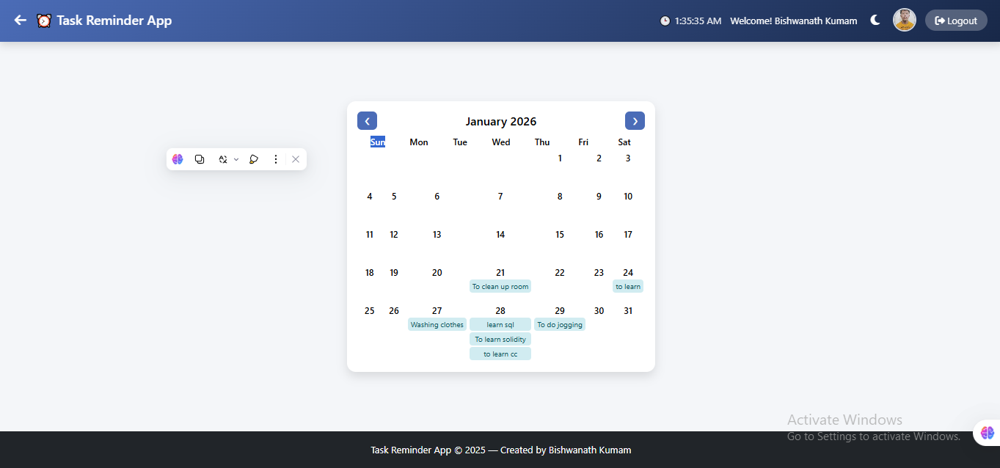 Task Reminder App
1:35:35 AM Welcome! Bishwanath Kumam Logout
January 2026
Sun Mon Tue Wed Thu Fri Sat
1 2 3
4 5 6 7 8 9 10
11 12 13 14 15 16 17
18 19 20 21 22 23 24
To clean up room to learn
25 26 27 28 29 30 31
Washing clothes learn sql To do jogging
To learn solidity
to learn cc
Activate Windows
Go to Settings to activate Windows.
Task Reminder App © 2025 — Created by Bishwanath Kumam